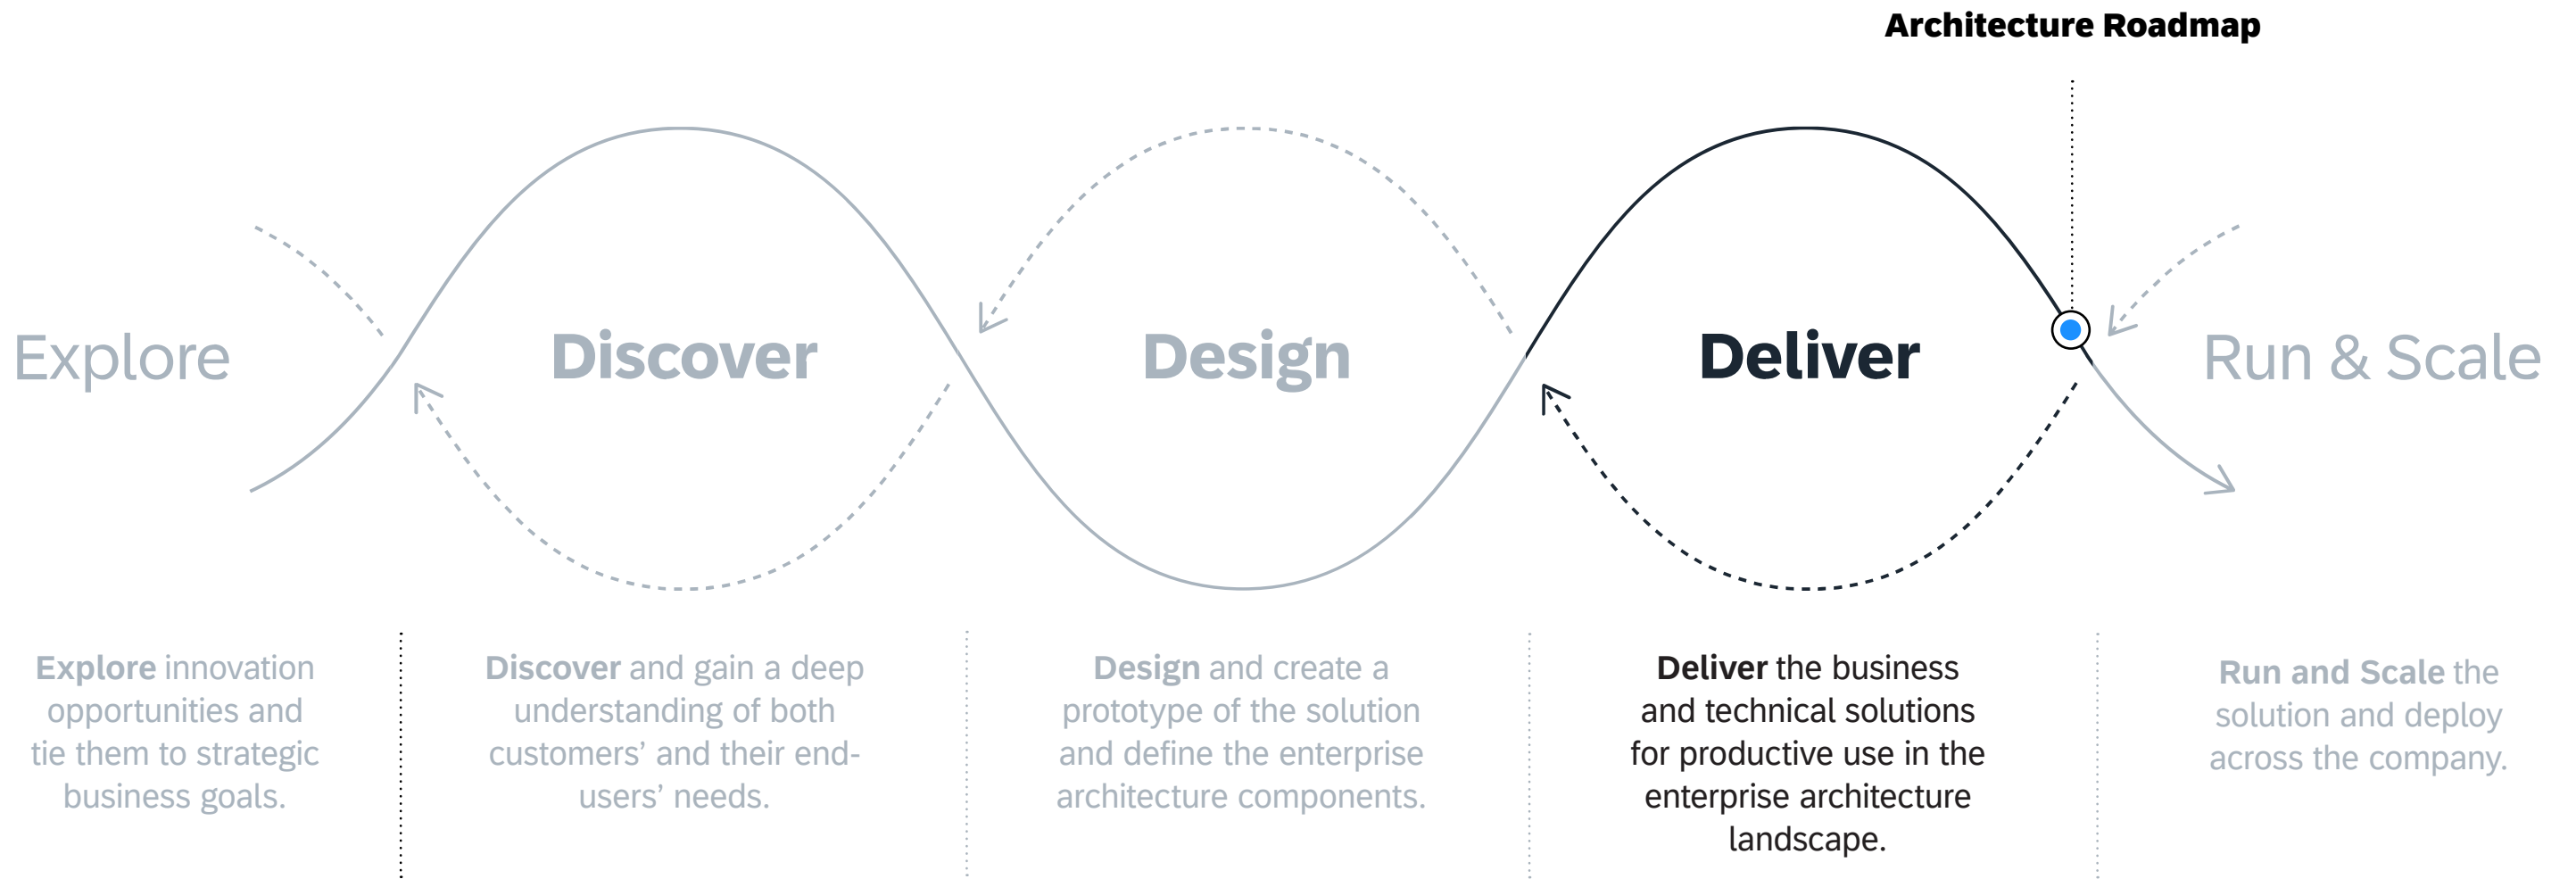 Architecture Roadmap
Explore
Discover
Design
Deliver
Run & Scale
Explore innovation
opportunities and
tie them to strategic
business goals.
Discover and gain a deep
understanding of both
customers’ and their end-
users’ needs.
Design and create a
prototype of the solution
and define the enterprise
architecture components.
Deliver the business
and technical solutions
for productive use in the
enterprise architecture
landscape.
Run and Scale the
solution and deploy
across the company.